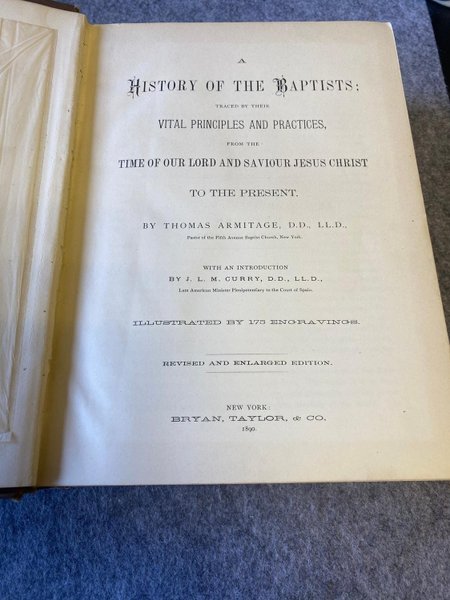 A
HISTORY OF THE BAPTISTS;
TRACED BY THEIR
VITAL PRINCIPLES AND PRACTICES,
FROM THE
TIME OF OUR LORD AND SAVIOUR JESUS CHRIST
TO THE PRESENT.
BY THOMAS ARMITAGE, D.D., LL.D.,
Pastor of the Fifth Avenue Baptist Church, New York.
WITH AN INTRODUCTION
BY J. L. M. CURRY, D.D., LL.D.,
Late American Minister Plenipotentiary to the Court of Spain.
ILLUSTRATED BY 175 ENGRAVINGS.
REVISED AND ENLARGED EDITION.
NEW YORK:
BRYAN, TAYLOR, & CO.
1890.